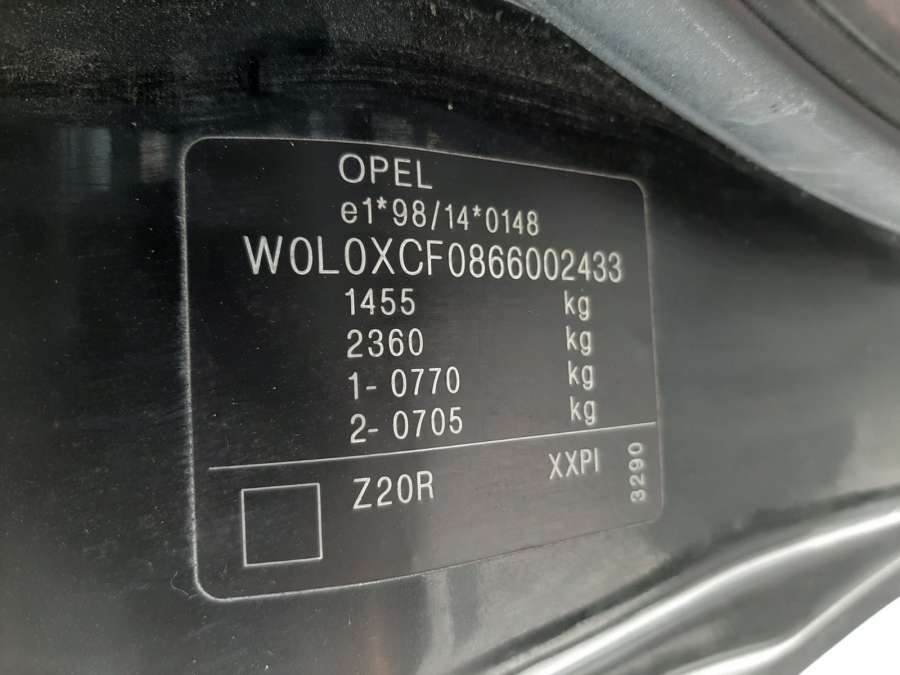 OPEL
e1*98/14*0148
W0L0XCF0866002433
1455 kg
2360 kg
1- 0770 kg
2- 0705 kg
Z20R XXPI
3290